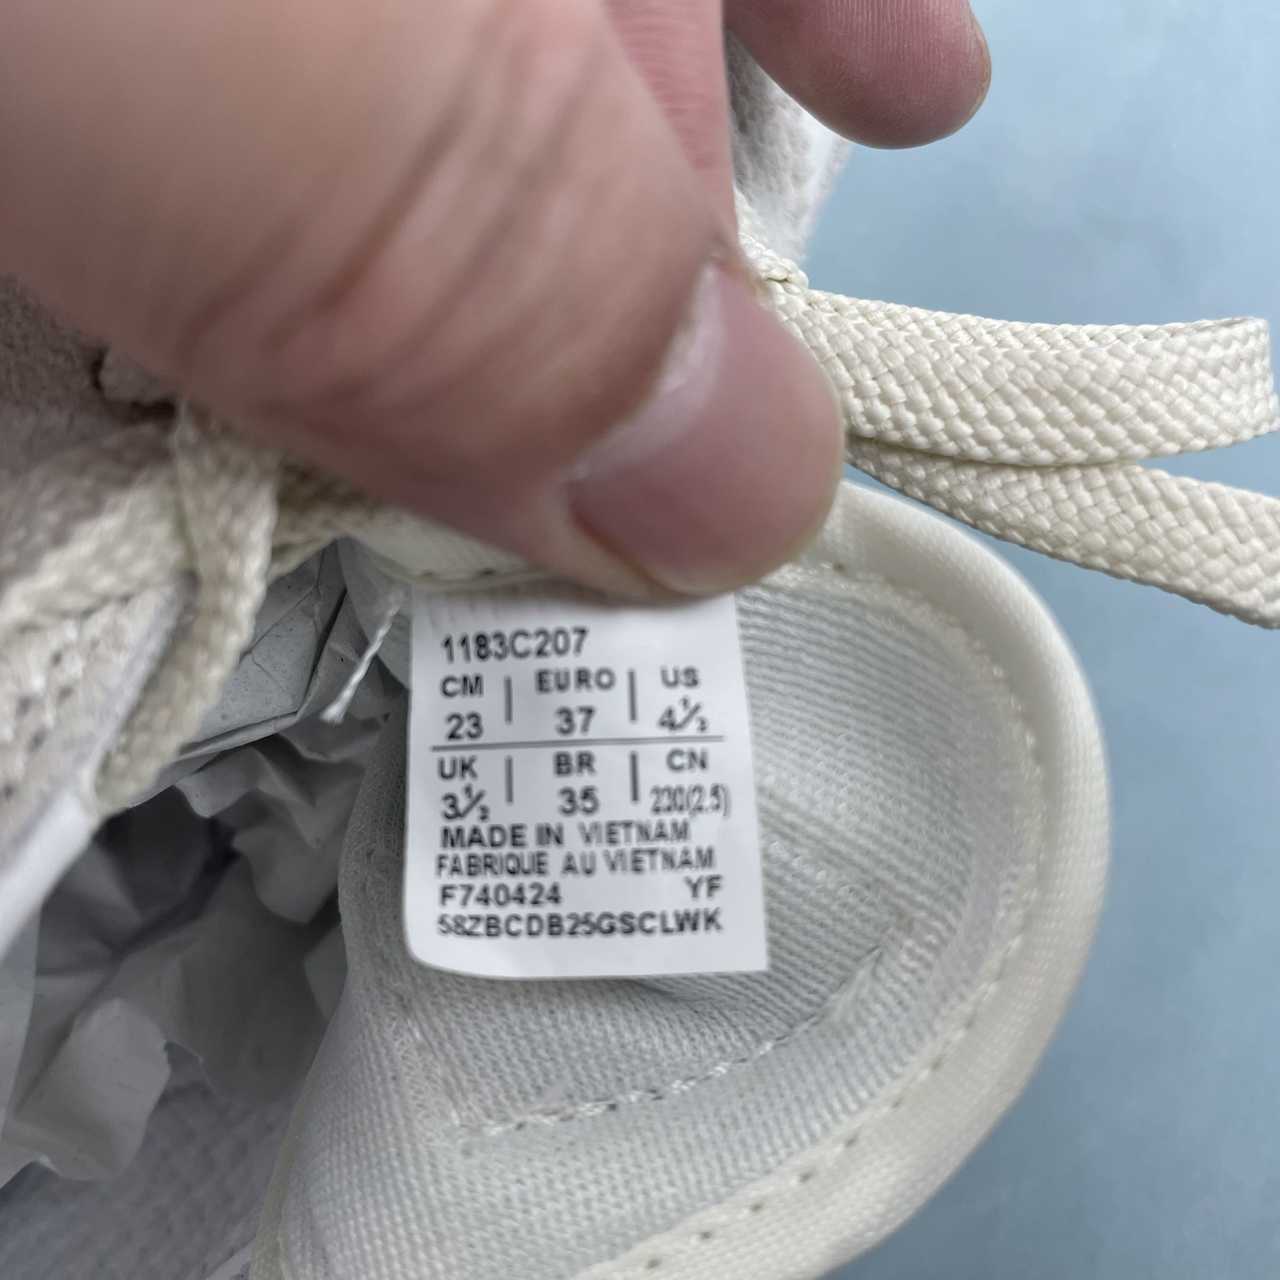 1183C207
CM | EURO | US
23 | 37 | 4½
UK | BR | CN
3½ | 35 | 230(2.5)
MADE IN VIETNAM
FABRIQUE AU VIETNAM
F740424 YF
58ZBCDB25GSCLWK